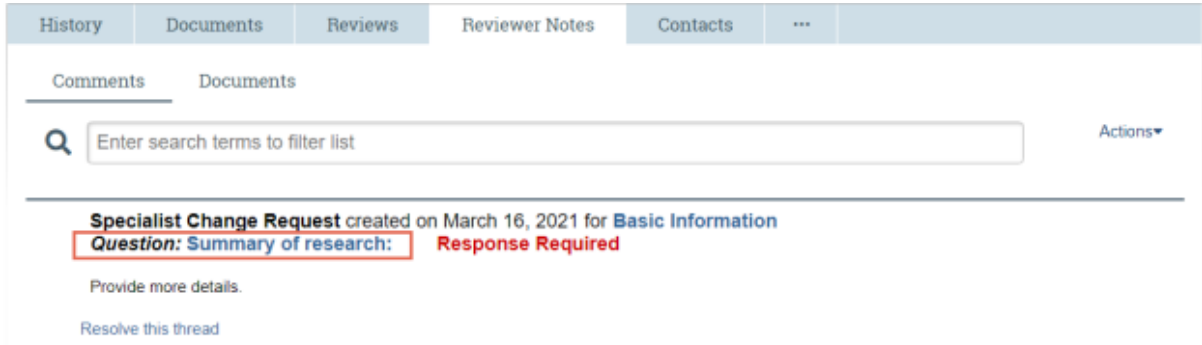 History Documents Reviews Reviewer Notes Contacts ...
Comments Documents
Enter search terms to filter list
Actions▾
Specialist Change Request created on March 16, 2021 for Basic Information
Question: Summary of research: Response Required
Provide more details.
Resolve this thread